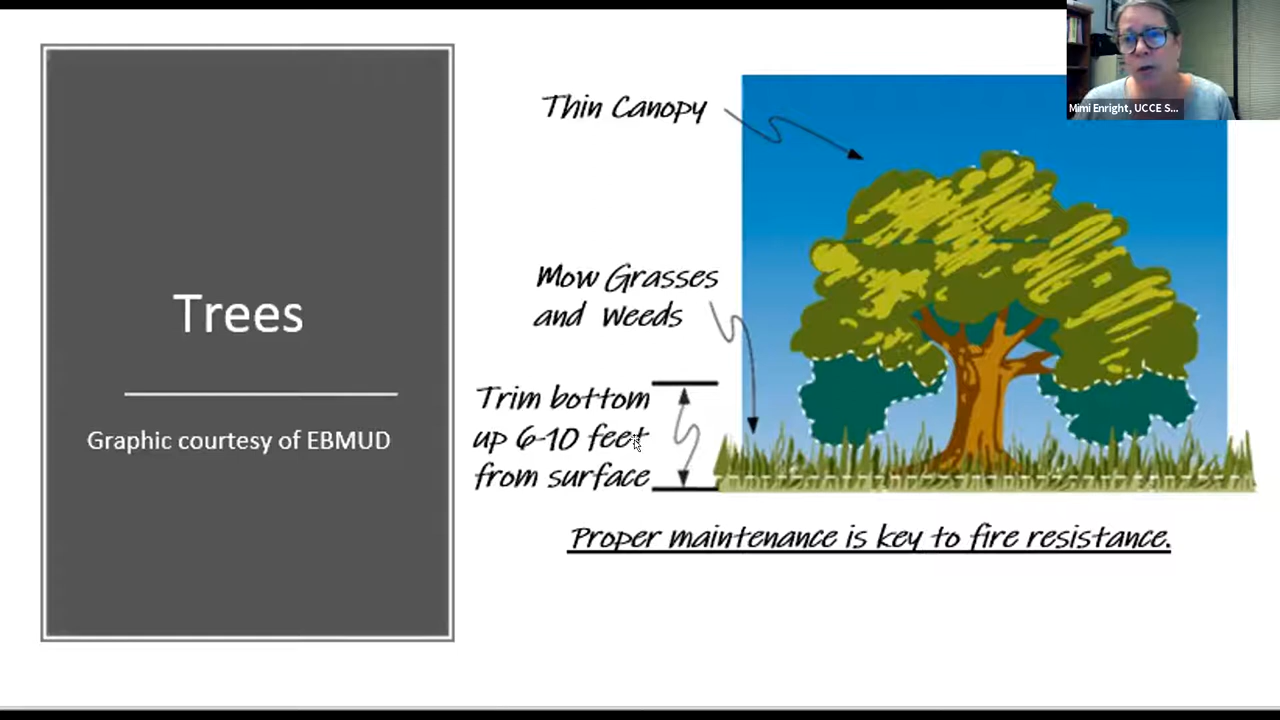 Trees
Graphic courtesy of EBMUD
Thin Canopy
Mow Grasses
and Weeds
Trim bottom
up 6-10 feet
from surface
Proper maintenance is key to fire resistance.
Mimi Enright, UCCE S...